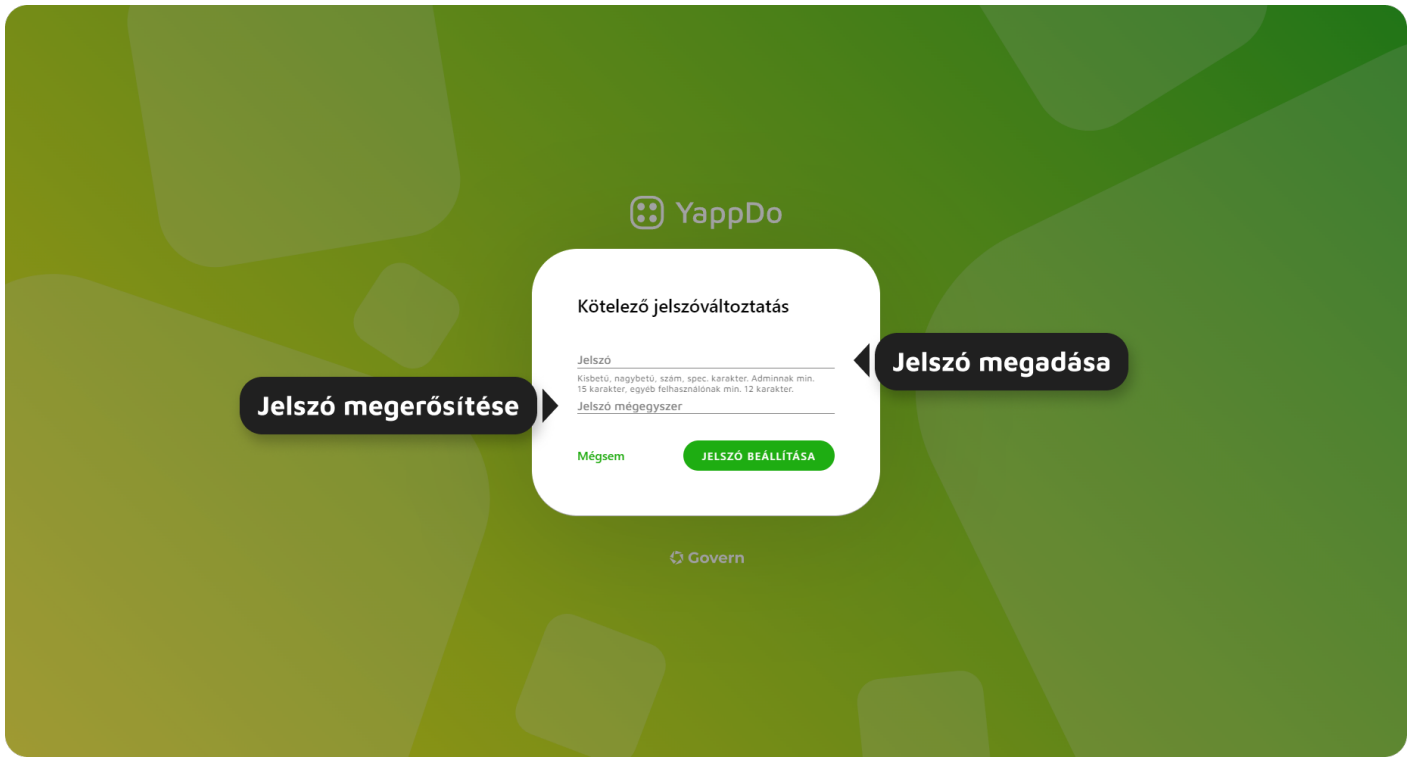 YappDo
Kötelező jelszóváltoztatás
Jelszó
Jelszó megadása
Kisbetű, nagybetű, szám, spec. karakter. Adminnak min.
15 karakter, egyéb felhasználónak min. 12 karakter.
Jelszó megerősítése
Jelszó mégegyszer
Mégsem
JELSZÓ BEÁLLÍTÁSA
Govern